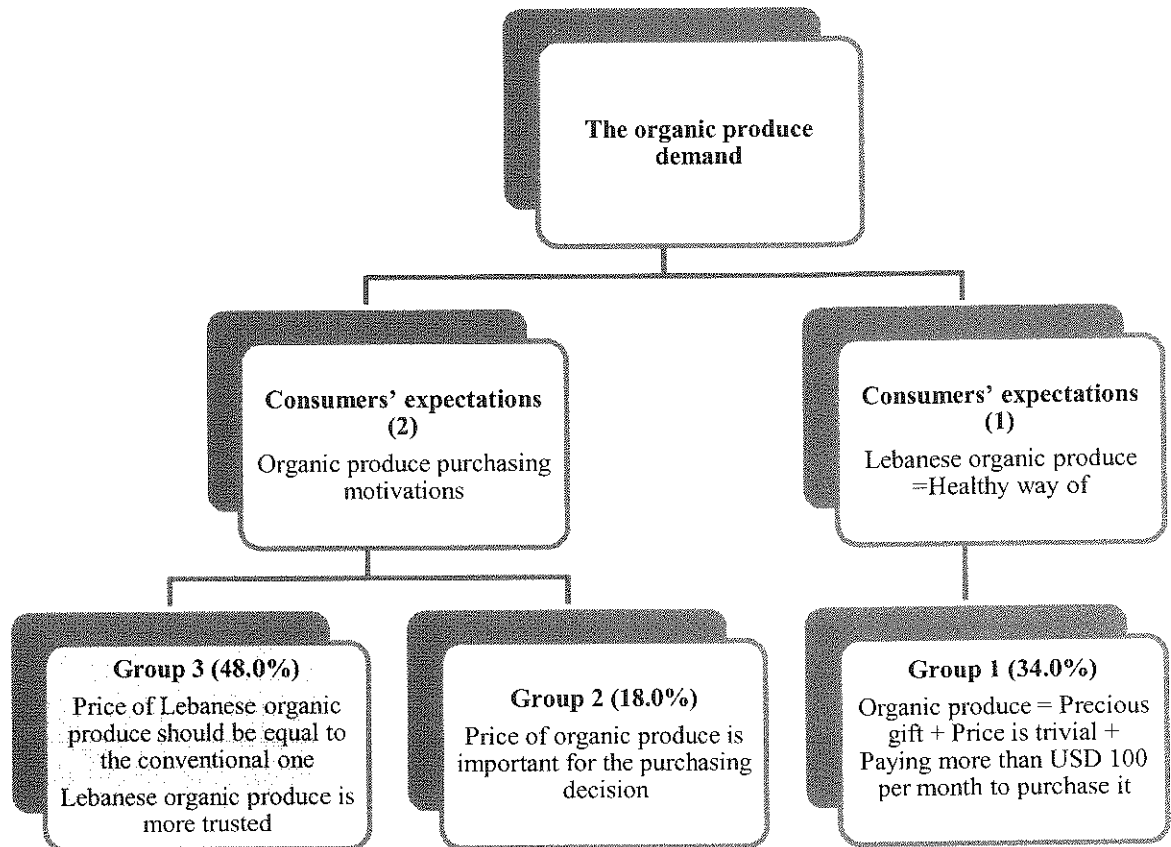 The organic produce
demand
Consumers’ expectations
(2)
Organic produce purchasing
motivations
Consumers’ expectations
(1)
Lebanese organic produce
=Healthy way of
Group 3 (48.0%)
Price of Lebanese organic
produce should be equal to
the conventional one
Lebanese organic produce is
more trusted
Group 2 (18.0%)
Price of organic produce is
important for the purchasing
decision
Group 1 (34.0%)
Organic produce = Precious
gift + Price is trivial +
Paying more than USD 100
per month to purchase it